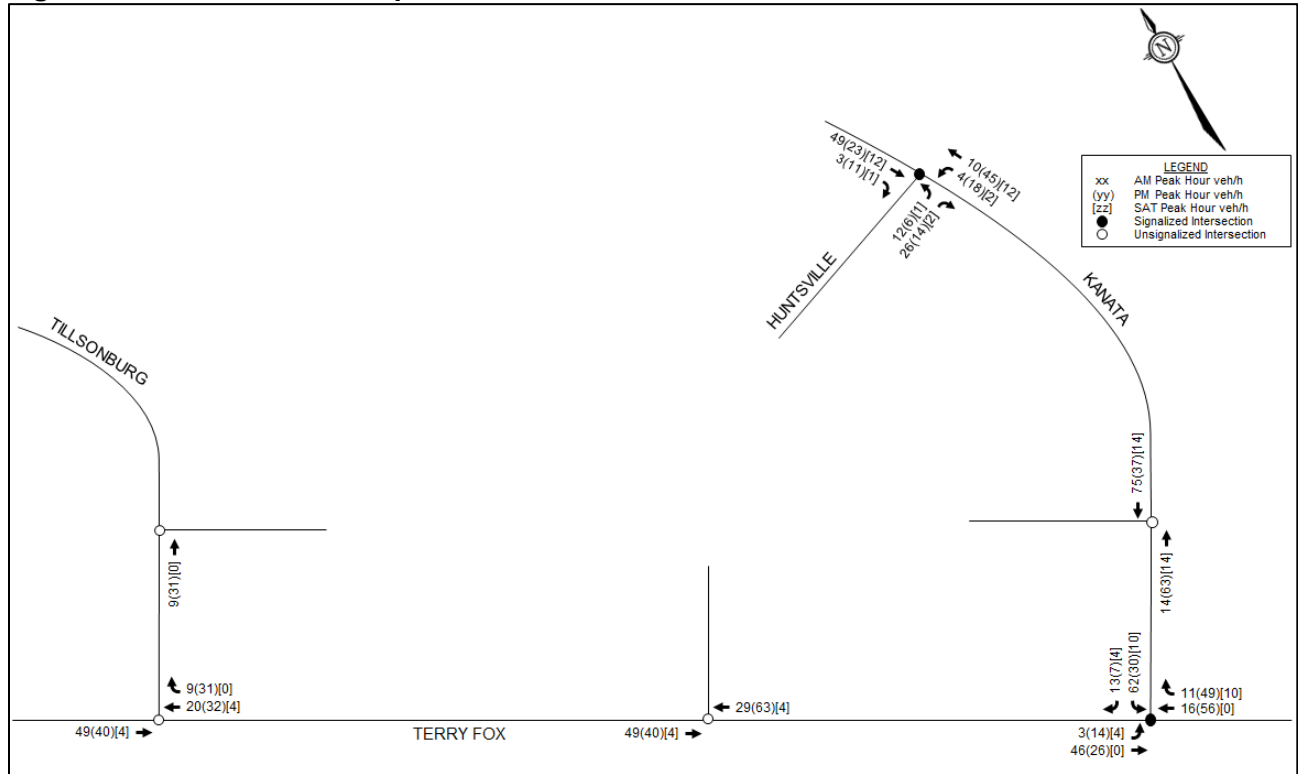 N
LEGEND
xx AM Peak Hour veh/h
(yy) PM Peak Hour veh/h
[zz] SAT Peak Hour veh/h
Signalized Intersection
Unsignalized Intersection
49(23)[12]
3(11)[1]
10(45)[12]
4(18)[2]
12(6)[1]
26(14)[2]
HUNTSVILLE
KANATA
TILLSONBURG
75(37)[14]
9(31)[0]
14(63)[14]
13(7)[4]
62(30)[10]
9(31)[0]
20(32)[4]
29(63)[4]
11(49)[10]
16(56)[0]
49(40)[4]
TERRY FOX
49(40)[4]
3(14)[4]
46(26)[0]